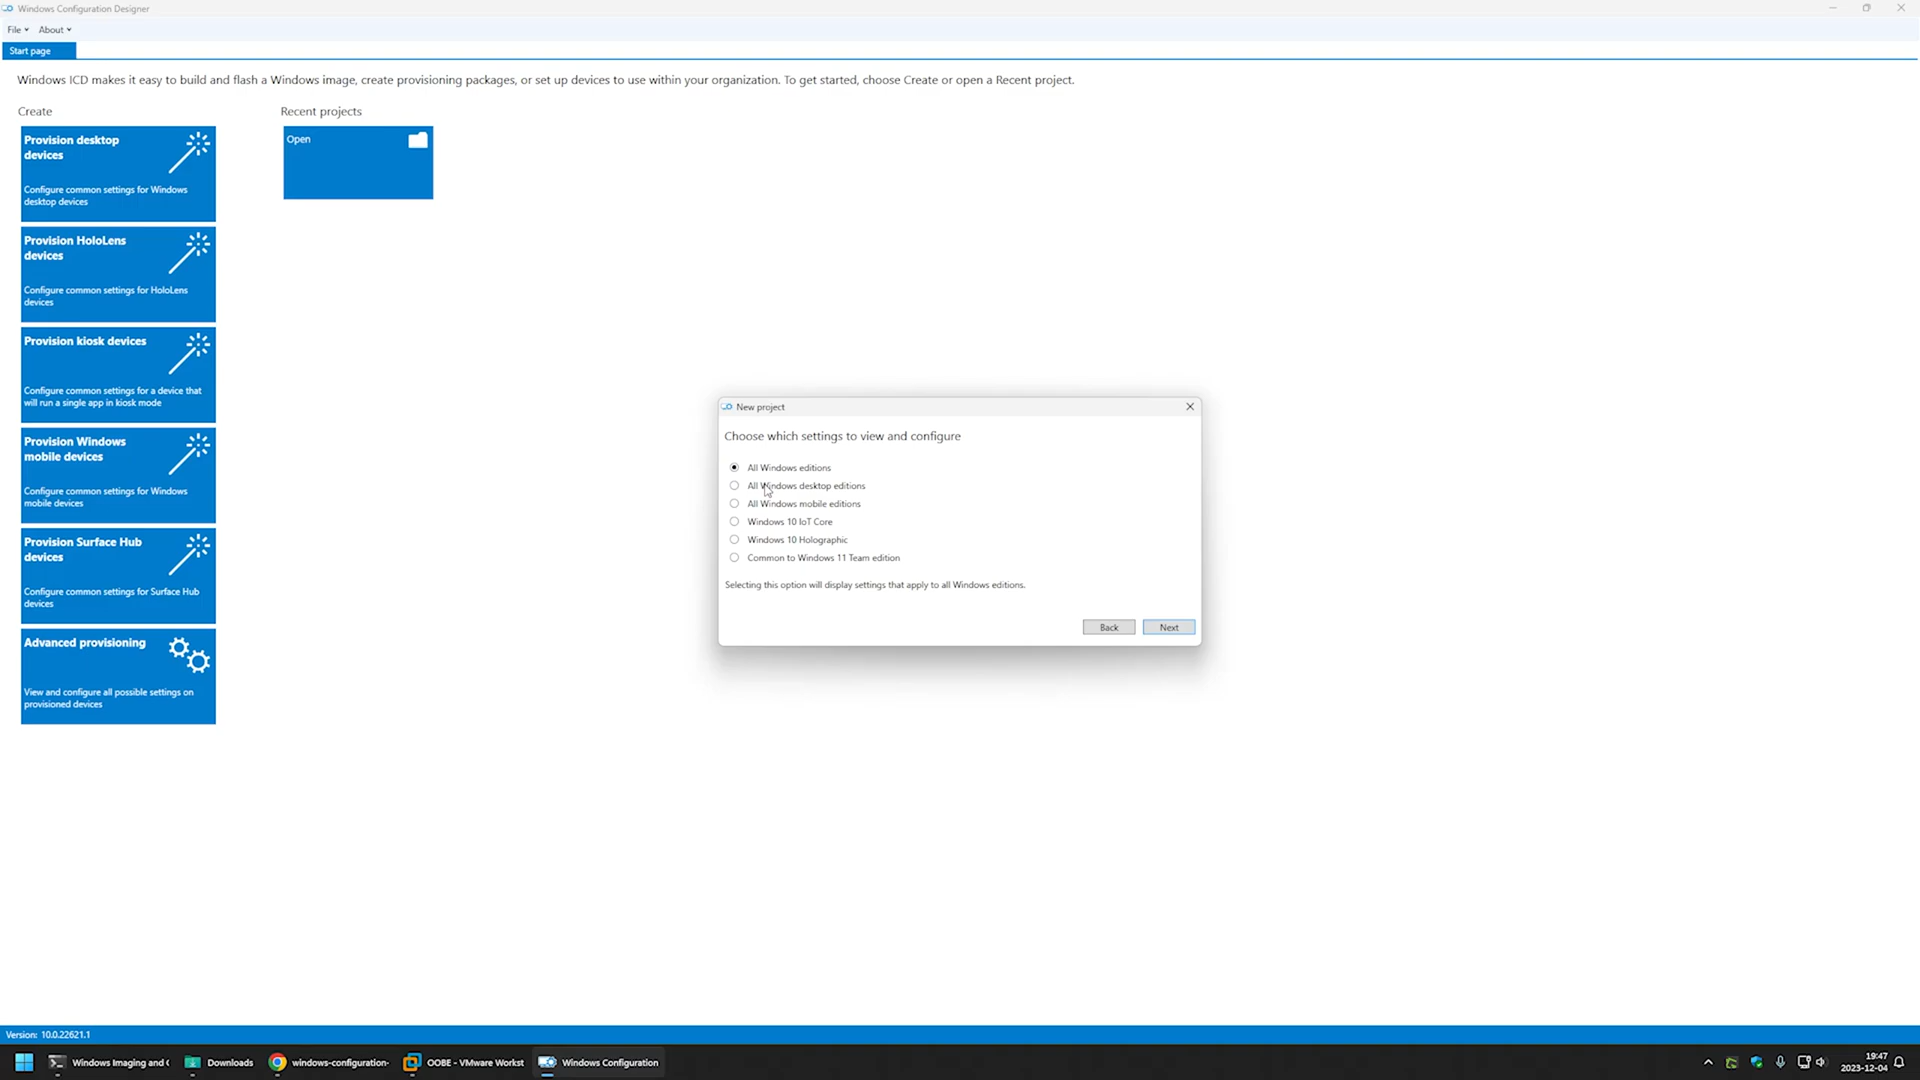 Windows Configuration Designer
File
About
Start page
Windows ICD makes it easy to build and flash a Windows image, create provisioning packages, or set up devices to use within your organization. To get started, choose Create or open a Recent project.
Create
Recent projects
Provision desktop
devices
Configure common settings for Windows
desktop devices
Open
Provision HoloLens
devices
Configure common settings for HoloLens
devices
Provision kiosk devices
Configure common settings for a device that
will run a single app in kiosk mode
Provision Windows
mobile devices
Configure common settings for Windows
mobile devices
Provision Surface Hub
devices
Configure common settings for Surface Hub
devices
Advanced provisioning
View and configure all possible settings on
provisioned devices
New project
Choose which settings to view and configure
All Windows editions
All Windows desktop editions
All Windows mobile editions
Windows 10 IoT Core
Windows 10 Holographic
Common to Windows 11 Team edition
Selecting this option will display settings that apply to all Windows editions.
Back
Next
Version: 10.0.22621.1
Windows Imaging and C
Downloads
windows-configuration-
OOBE - VMware Workst
Windows Configuration
19:47
2023-12-04